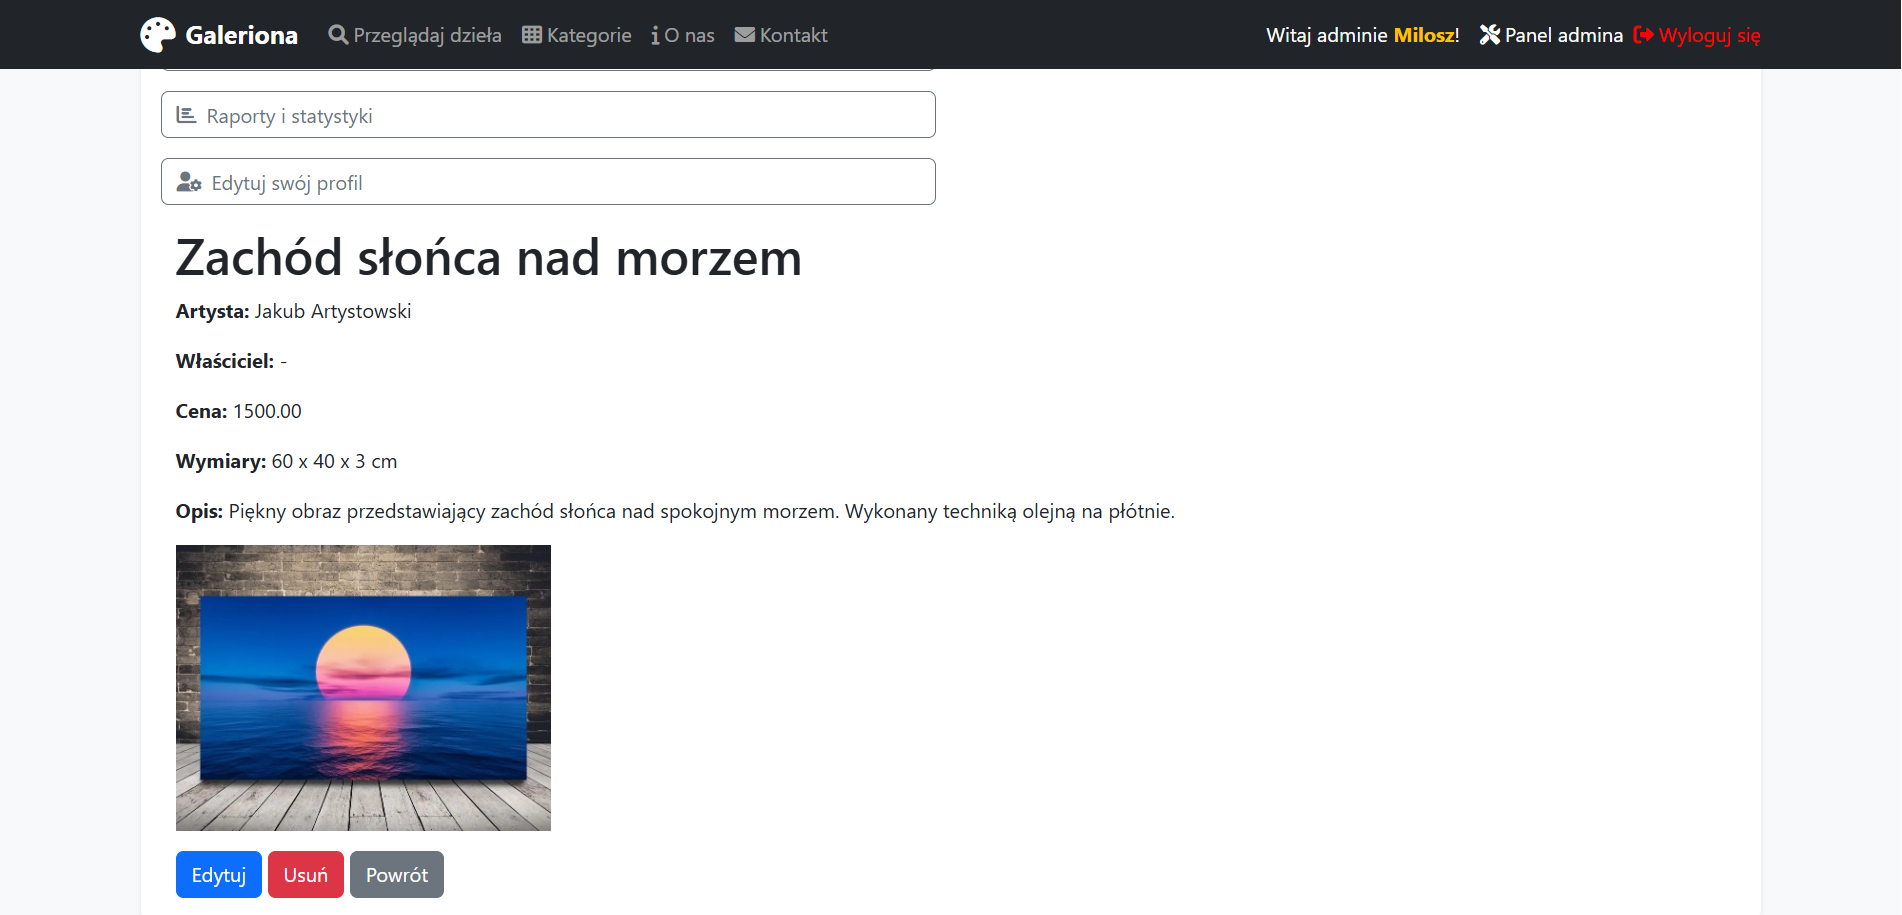 Galeriona Przeglądaj dzieła Kategorie O nas Kontakt Witaj adminie Milosz! Panel admina Wyloguj się
Raporty i statystyki
Edytuj swój profil
Zachód słońca nad morzem
Artysta: Jakub Artystowski
Właściciel: -
Cena: 1500.00
Wymiary: 60 x 40 x 3 cm
Opis: Piękny obraz przedstawiający zachód słońca nad spokojnym morzem. Wykonany techniką olejną na płótnie.
Edytuj Usuń Powrót